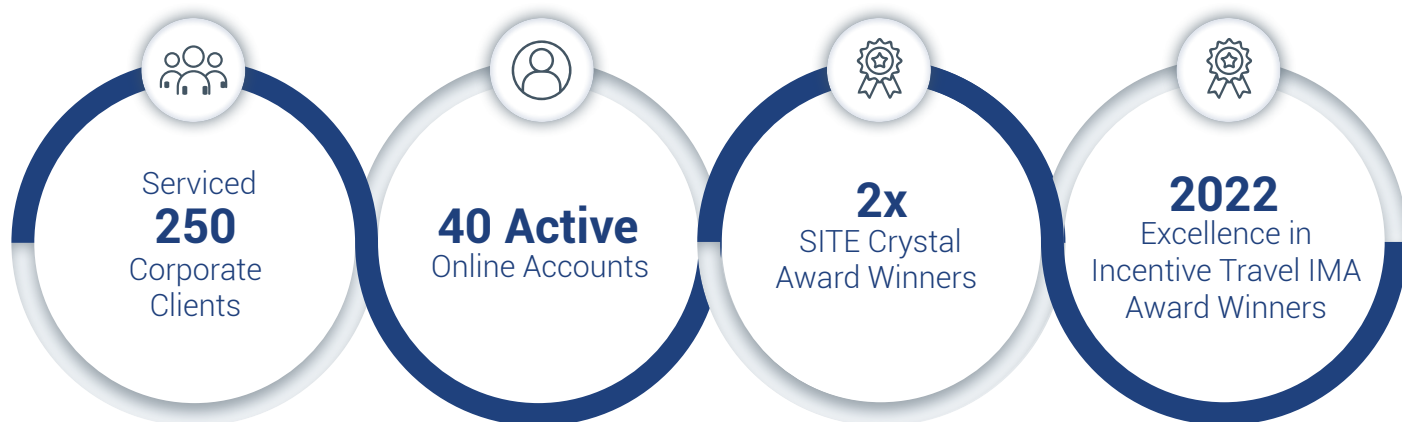 Serviced
250
Corporate
Clients
40 Active
Online Accounts
2x
SITE Crystal
Award Winners
2022
Excellence in
Incentive Travel IMA
Award Winners